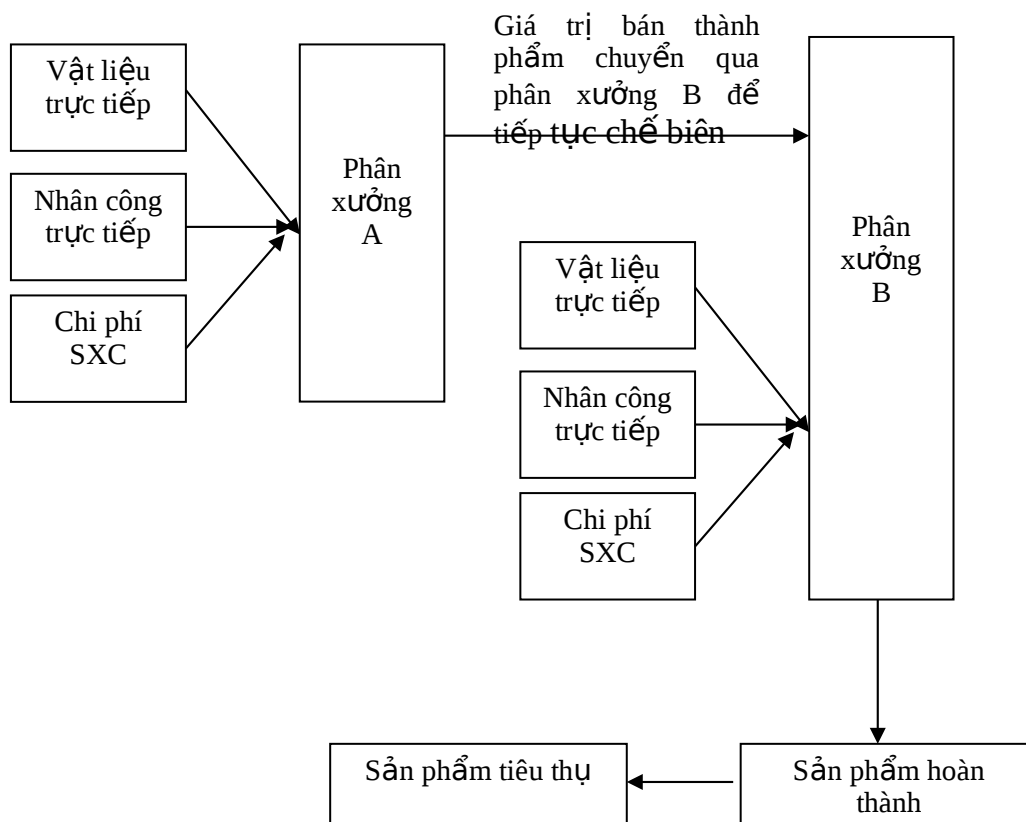 Vật liệu
trực tiếp
Nhân công
trực tiếp
Chi phí
SXC
Phân
xưởng
A
Giá trị bán thành
phẩm chuyển qua
phân xưởng B để
tiếp tục chế biên
Vật liệu
trực tiếp
Nhân công
trực tiếp
Chi phí
SXC
Phân
xưởng
B
Sản phẩm tiêu thụ
Sản phẩm hoàn
thành